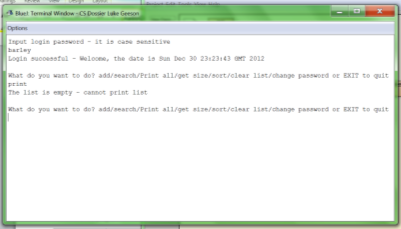 BlueJ: Terminal Window - CS Dossier Luke Geeson
Options
Input login password - it is case sensitive
barley
Login successful - Welcome, the date is Sun Dec 30 23:23:43 GMT 2012
What do you want to do? add/search/Print all/get size/sort/clear list/change password or EXIT to quit
print
The list is empty - cannot print list
What do you want to do? add/search/Print all/get size/sort/clear list/change password or EXIT to quit